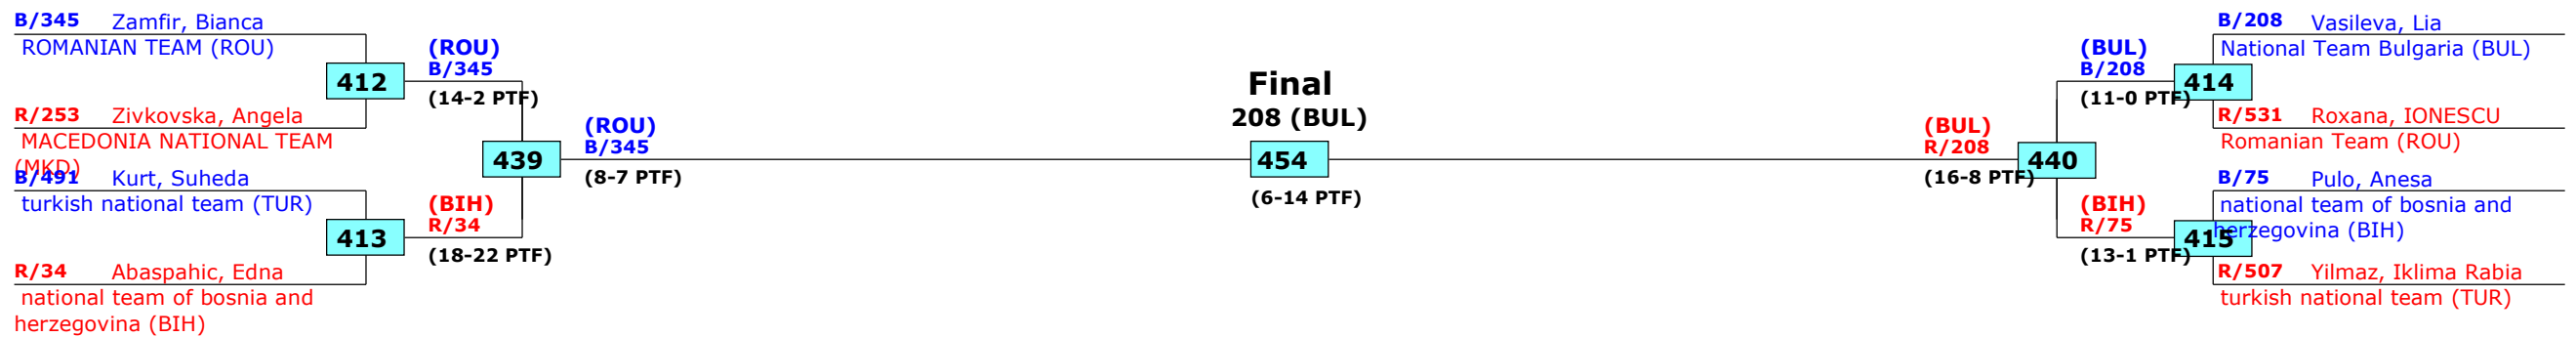 B/345 Zamfir, Bianca
ROMANIAN TEAM (ROU)
412
R/253 Zivkovska, Angela
MACEDONIA NATIONAL TEAM
(MKD)
B/491 Kurt, Suheda
turkish national team (TUR)
413
R/34 Abaspahic, Edna
national team of bosnia and
herzegovina (BIH)
(ROU)
B/345
(14-2 PTF)
439
(BIH)
R/34
(18-22 PTF)
(ROU)
B/345
(8-7 PTF)
Final
208 (BUL)
454
(6-14 PTF)
(BUL)
R/208
(16-8 PTF)
440
(BUL)
B/208
(11-0 PTF)
(BIH)
R/75
(13-1 PTF)
B/208 Vasileva, Lia
National Team Bulgaria (BUL)
414
R/531 Roxana, IONESCU
Romanian Team (ROU)
B/75 Pulo, Anesa
national team of bosnia and
herzegovina (BIH)
415
R/507 Yilmaz, Iklima Rabia
turkish national team (TUR)